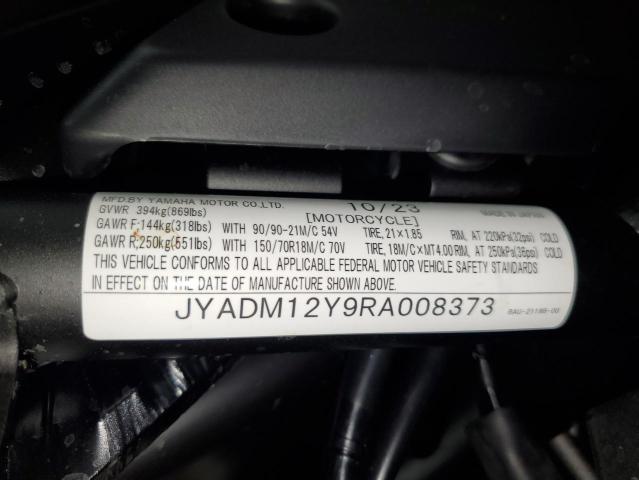 MFD.BY YAMAHA MOTOR CO.,LTD. 10/23 MADE IN JAPAN
GVWR 394kg(869lbs) [MOTORCYCLE]
GAWR F:144kg(318lbs) WITH 90/90-21M/C 54V TIRE, 21×1.85 RIM, AT 220kPa(32psi) COLD
GAWR R:250kg(551lbs) WITH 150/70R18M/C 70V TIRE, 18M/C×MT4.00 RIM, AT 250kPa(36psi) COLD
THIS VEHICLE CONFORMS TO ALL APPLICABLE FEDERAL MOTOR VEHICLE SAFETY STANDARDS
IN EFFECT ON THE DATE OF MANUFACTURE SHOWN ABOVE.
JYADM12Y9RA008373